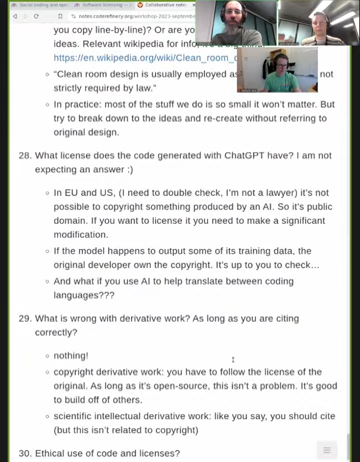 notes.coderefinery.org/workshop-2023-septemb
you copy line-by-line)? Or are you
ideas. Relevant wikipedia for info
https://en.wikipedia.org/wiki/Clean_room_d
"Clean room design is usually employed as not
strictly required by law."
In practice: most of the stuff we do is so small it won't matter. But
try to break down to the ideas and re-create without referring to
original design.
28. What license does the code generated with ChatGPT have? I am not
expecting an answer :)
In EU and US, (I need to double check, I'm not a lawyer) it's not
possible to copyright something produced by an AI. So it's public
domain. If you want to license it you need to make a significant
modification.
If the model happens to output some of its training data, the
original developer own the copyright. It's up to you to check…
And what if you use AI to help translate between coding
languages???
29. What is wrong with derivative work? As long as you are citing
correctly?
nothing!
copyright derivative work: you have to follow the license of the
original. As long as it's open-source, this isn't a problem. It's good
to build off of others.
scientific intellectual derivative work: like you say, you should cite
(but this isn't related to copyright)
30. Ethical use of code and licenses?